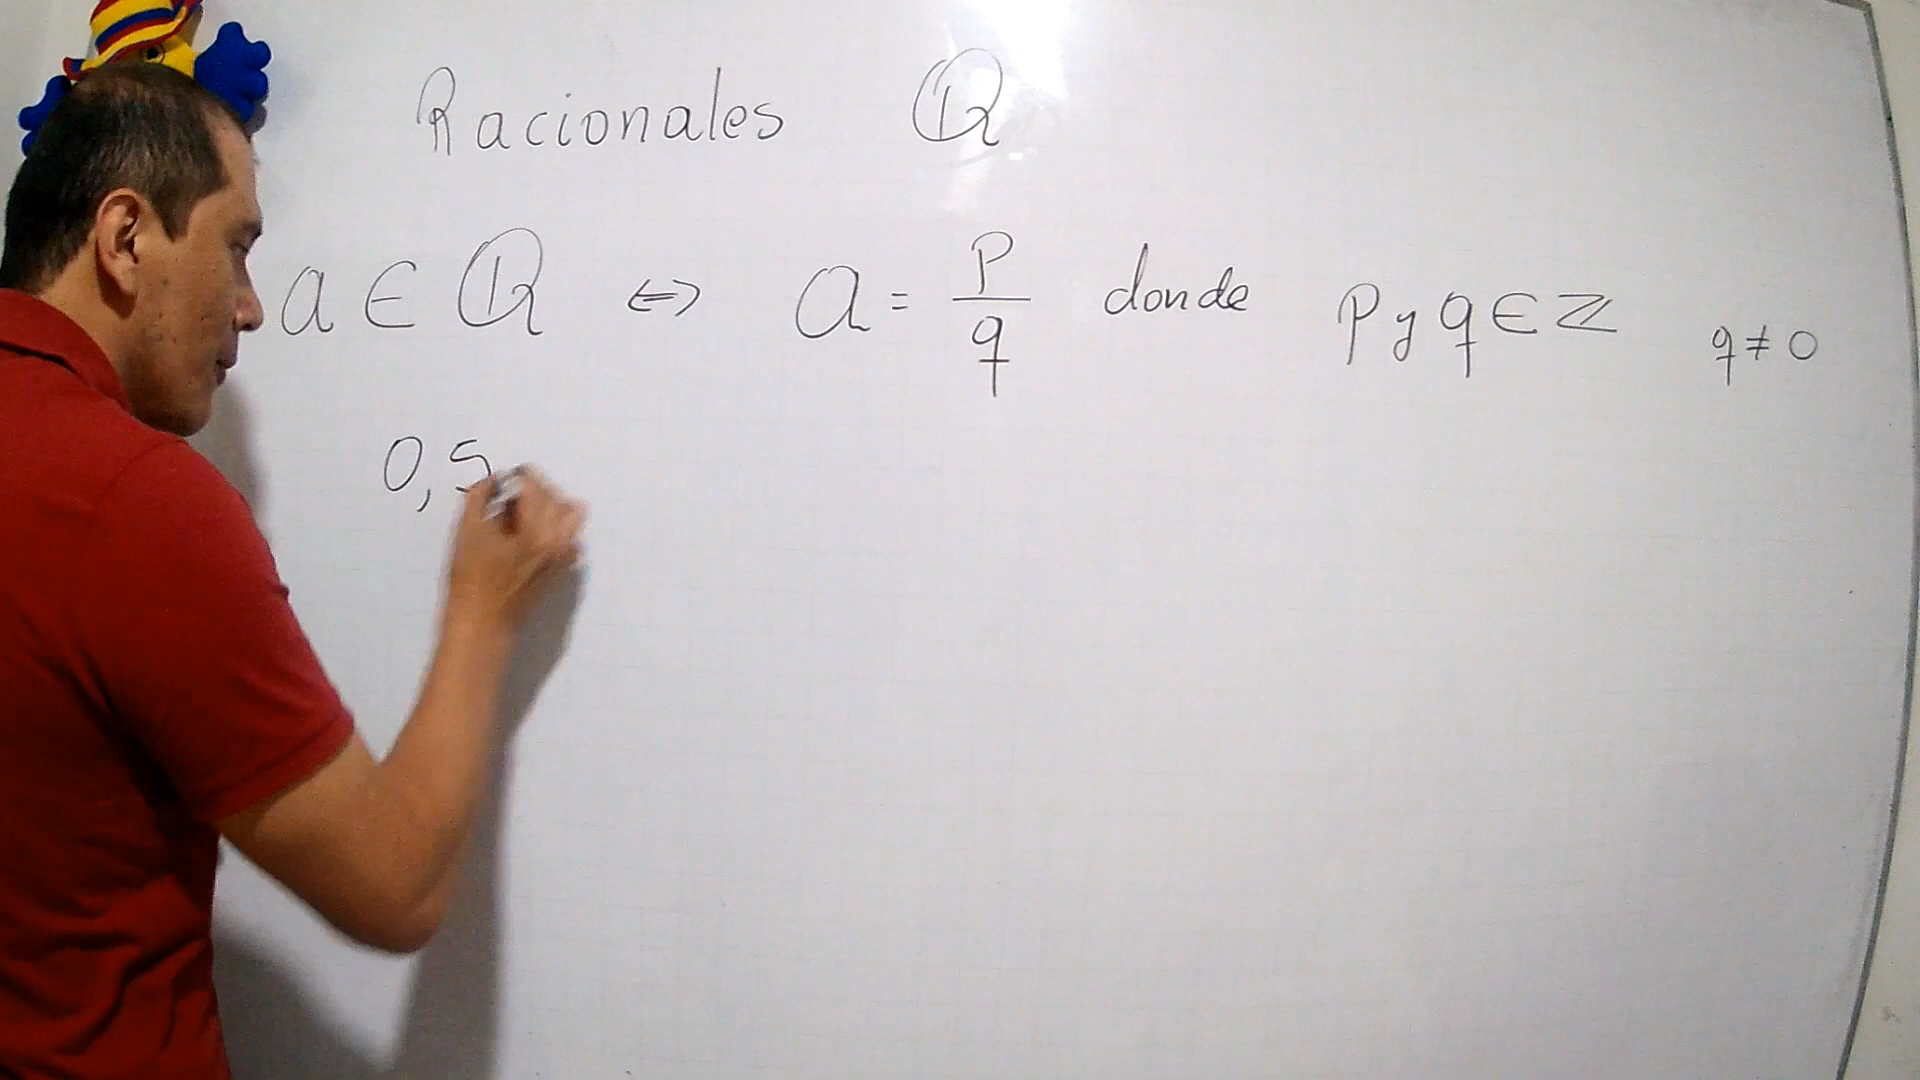 Racionales ℚ
a ∈ ℚ ⇔ a = p/q donde p y q ∈ ℤ q ≠ 0
0,5